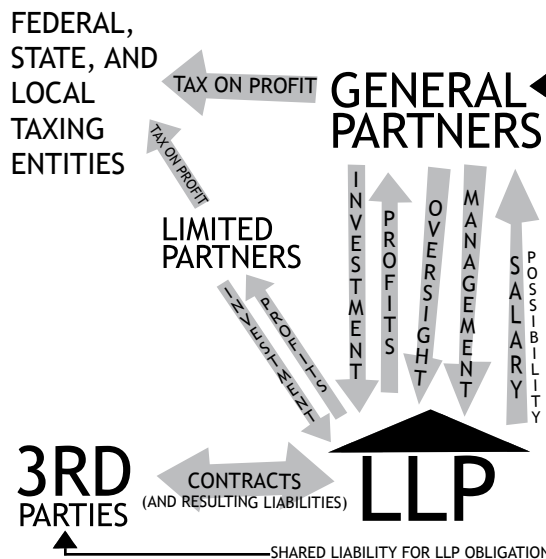 FEDERAL,
STATE, AND
LOCAL
TAXING
ENTITIES
TAX ON PROFIT
GENERAL
PARTNERS
TAX ON PROFIT
LIMITED
PARTNERS
INVESTMENT
PROFITS
OVERSIGHT
MANAGEMENT
SALARY
POSSIBILITY
INVESTMENT
PROFITS
3RD
PARTIES
CONTRACTS
(AND RESULTING LIABILITIES)
LLP
SHARED LIABILITY FOR LLP OBLIGATION